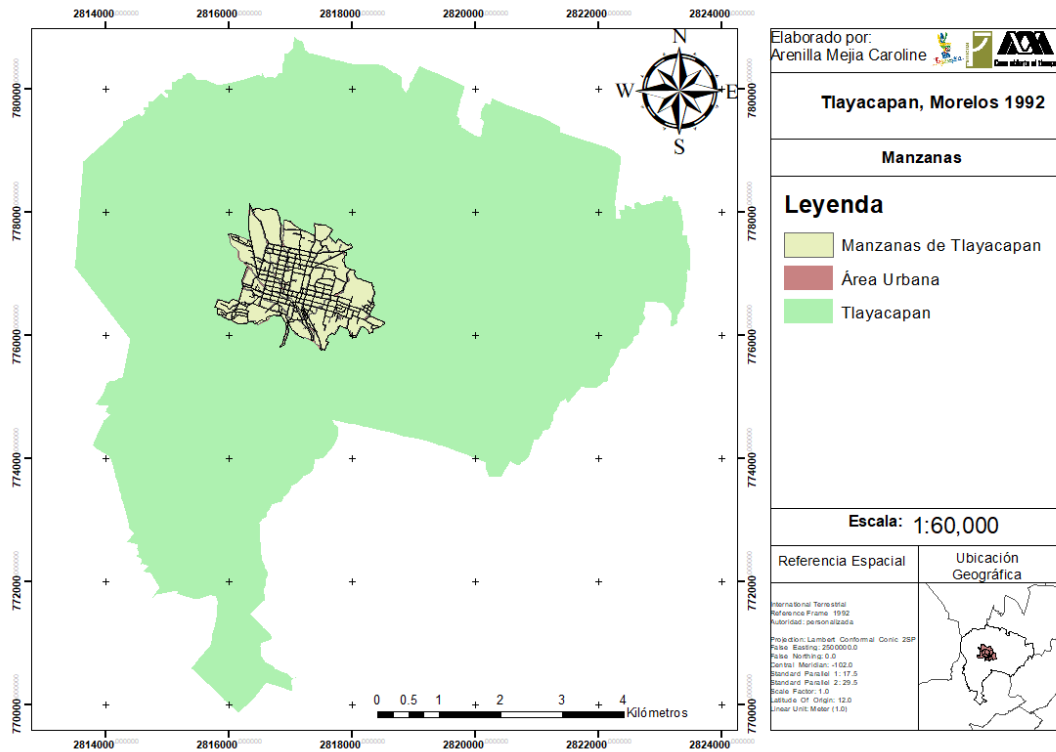 2814000 2816000 2818000 2820000 2822000 2824000
780000 780000
778000 778000
776000 776000
774000 774000
772000 772000
770000 770000
2814000 2816000 2818000 2820000 2822000 2824000
N
W E
S
0 0.5 1 2 3 4
Kilómetros
Elaborado por:
Arenilla Mejia Caroline
Casa abierta al tiempo
Tlayacapan, Morelos 1992
Manzanas
Leyenda
Manzanas de Tlayacapan
Área Urbana
Tlayacapan
Escala: 1:60,000
Referencia Espacial
International Terrestrial
Reference Frame 1992
Autoridad: personalizada
Projection: Lambert Conformal Conic 2SP
False Easting: 2500000.0
False Northing: 0.0
Central Meridian: -102.0
Standard Parallel 1: 17.5
Standard Parallel 2: 29.5
Scale Factor: 1.0
Latitude Of Origin: 12.0
Linear Unit: Meter (1.0)
Ubicación
Geográfica